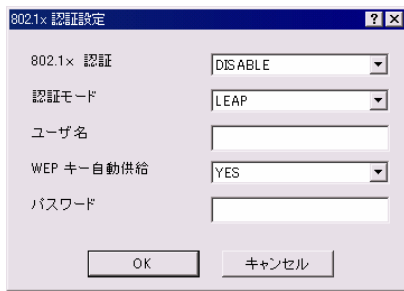 802.1x 認証設定
802.1x 認証 DISABLE
認証モード LEAP
ユーザ名
WEP キー自動供給 YES
パスワード
OK キャンセル